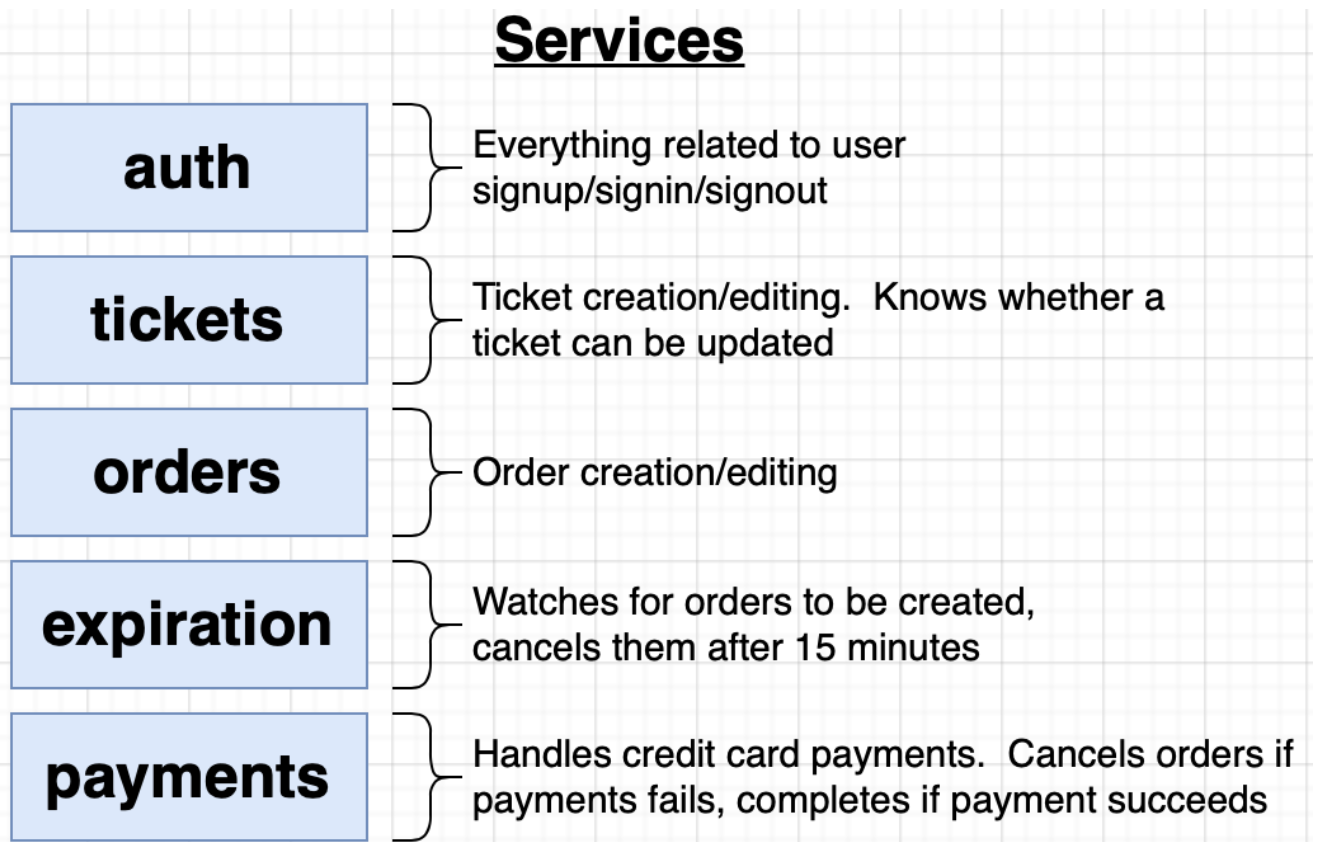 Services
auth
Everything related to user
signup/signin/signout
tickets
Ticket creation/editing.  Knows whether a
ticket can be updated
orders
Order creation/editing
expiration
Watches for orders to be created,
cancels them after 15 minutes
payments
Handles credit card payments.  Cancels orders if
payments fails, completes if payment succeeds